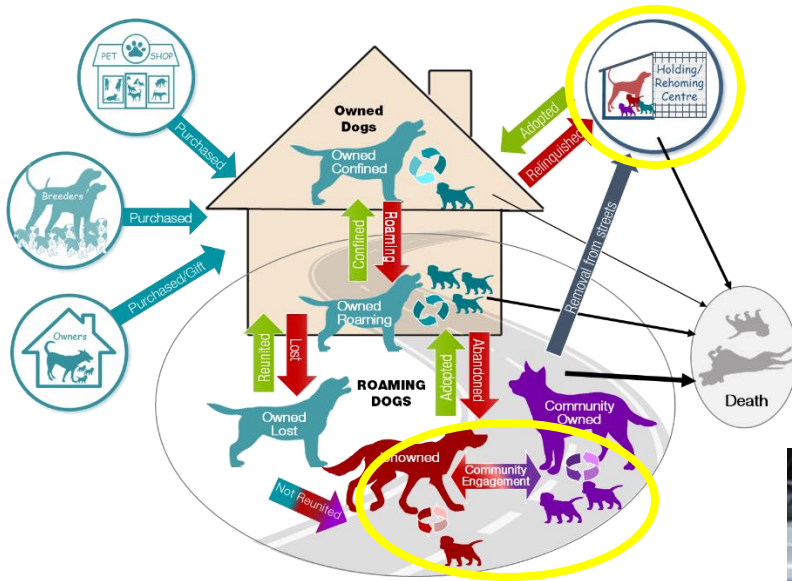 PET SHOP
Purchased
Breeders
Purchased
Owners
Purchased/Gift
Owned
Dogs
Owned
Confined
Confined
Roaming
Owned
Roaming
Adopted
Relinquished
Holding/
Rehoming
Centre
Removal from streets
Death
Reunited
Lost
ROAMING
DOGS
Adopted
Abandoned
Owned
Lost
Not Reunited
Community
Engagement
Community
Owned